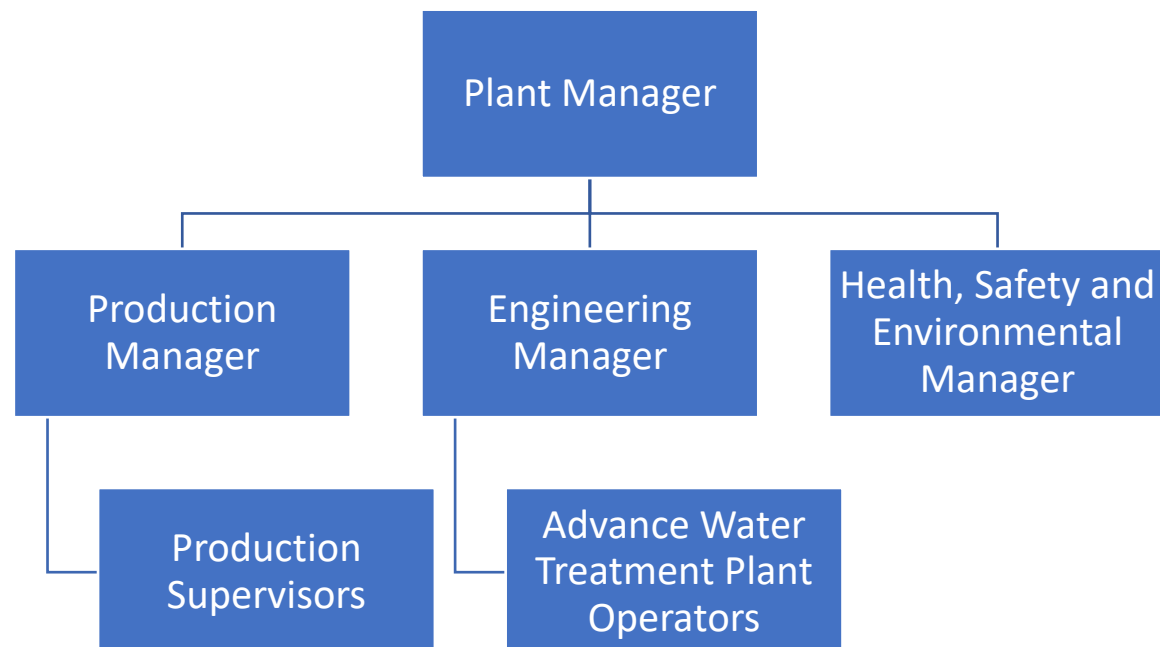 Plant Manager
Production
Manager
Engineering
Manager
Health, Safety and
Environmental
Manager
Production
Supervisors
Advance Water
Treatment Plant
Operators